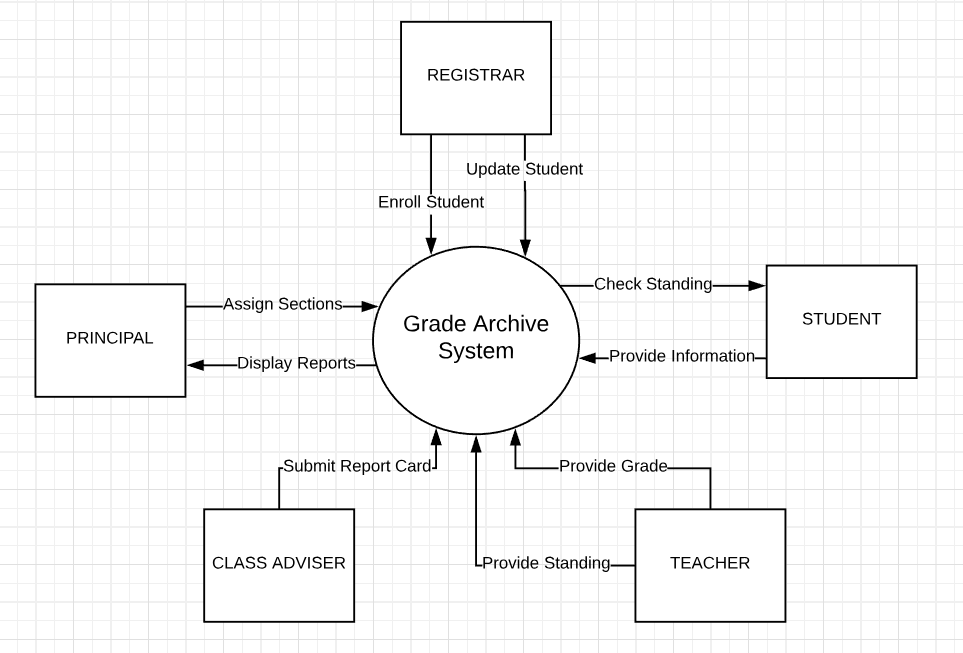 REGISTRAR
Update Student
Enroll Student
Check Standing
Assign Sections
Grade Archive
System
STUDENT
PRINCIPAL
Provide Information
Display Reports
Submit Report Card
Provide Grade
CLASS ADVISER
Provide Standing
TEACHER